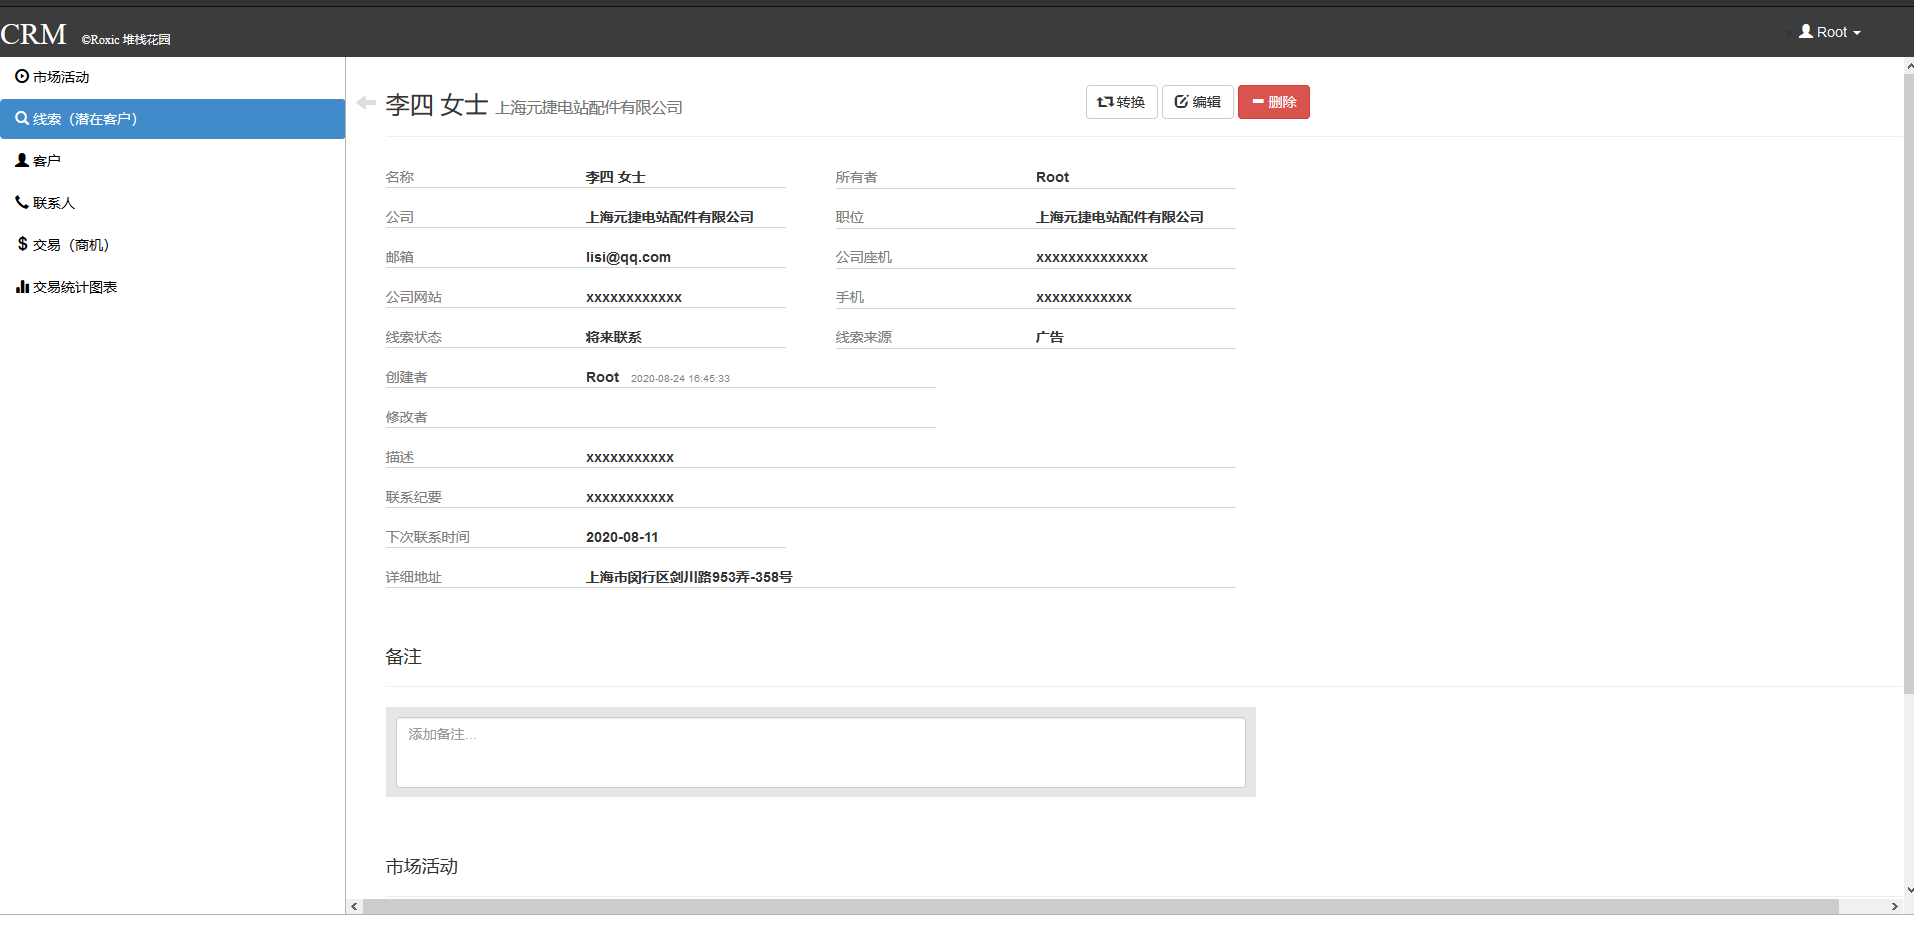 CRM ©Roxic 堆栈花园
Root
市场活动
线索（潜在客户）
客户
联系人
交易（商机）
交易统计图表
李四 女士 上海元捷电站配件有限公司
转换 编辑 删除
名称 李四 女士 所有者 Root
公司 上海元捷电站配件有限公司 职位 上海元捷电站配件有限公司
邮箱 lisi@qq.com 公司座机 xxxxxxxxxxxxxx
公司网站 xxxxxxxxxxxx 手机 xxxxxxxxxxxx
线索状态 将来联系 线索来源 广告
创建者 Root 2020-08-24 16:45:33
修改者
描述 xxxxxxxxxxx
联系纪要 xxxxxxxxxxx
下次联系时间 2020-08-11
详细地址 上海市闵行区剑川路953弄-358号
备注
添加备注...
市场活动